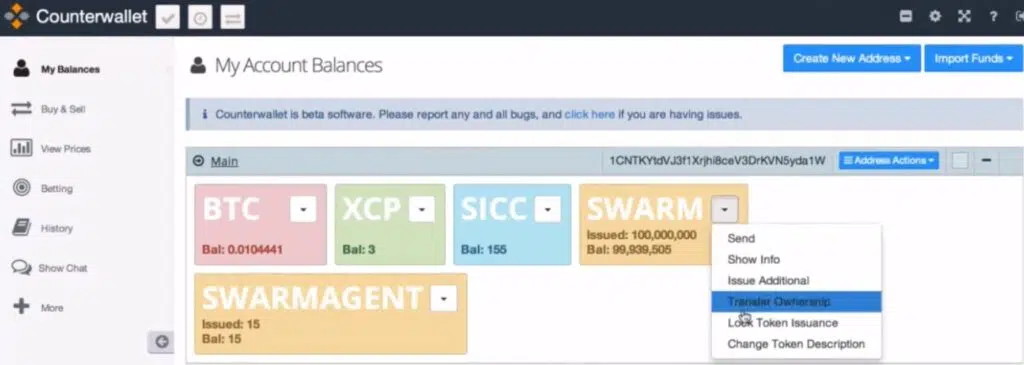 Counterwallet
?
My Balances
Buy & Sell
View Prices
Betting
History
Show Chat
More
My Account Balances
Create New Address
Import Funds
i Counterwallet is beta software. Please report any and all bugs, and click here if you are having issues.
Main
1CNTKYtdVJ3f1Xrjhi8ceV3DrKVN5yda1W
Address Actions
BTC
Bal: 0.0104441
XCP
Bal: 3
SICC
Bal: 155
SWARM
Issued: 100,000,000
Bal: 99,939,505
Send
Show Info
Issue Additional
Transfer Ownership
Lock Token Issuance
Change Token Description
SWARMAGENT
Issued: 15
Bal: 15